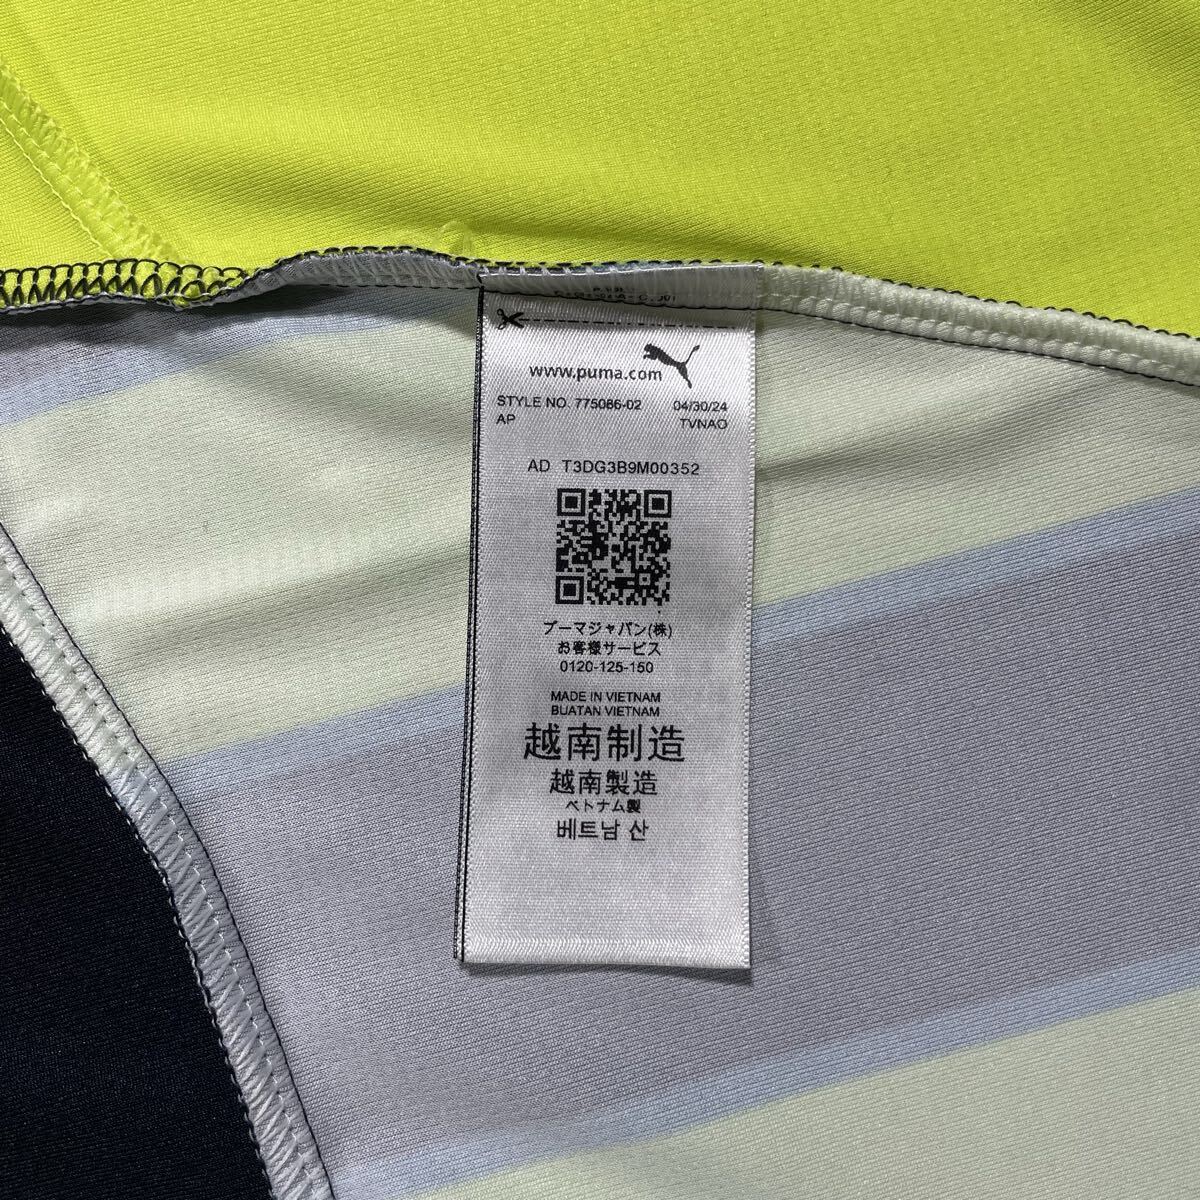 www.puma.com
STYLE NO. 775086-02 04/30/24
AP TVNAO
AD T3DG3B9M00352
プーマジャパン(株)
お客様サービス
0120-125-150
MADE IN VIETNAM
BUATAN VIETNAM
越南制造
越南製造
ベトナム製
베트남 산